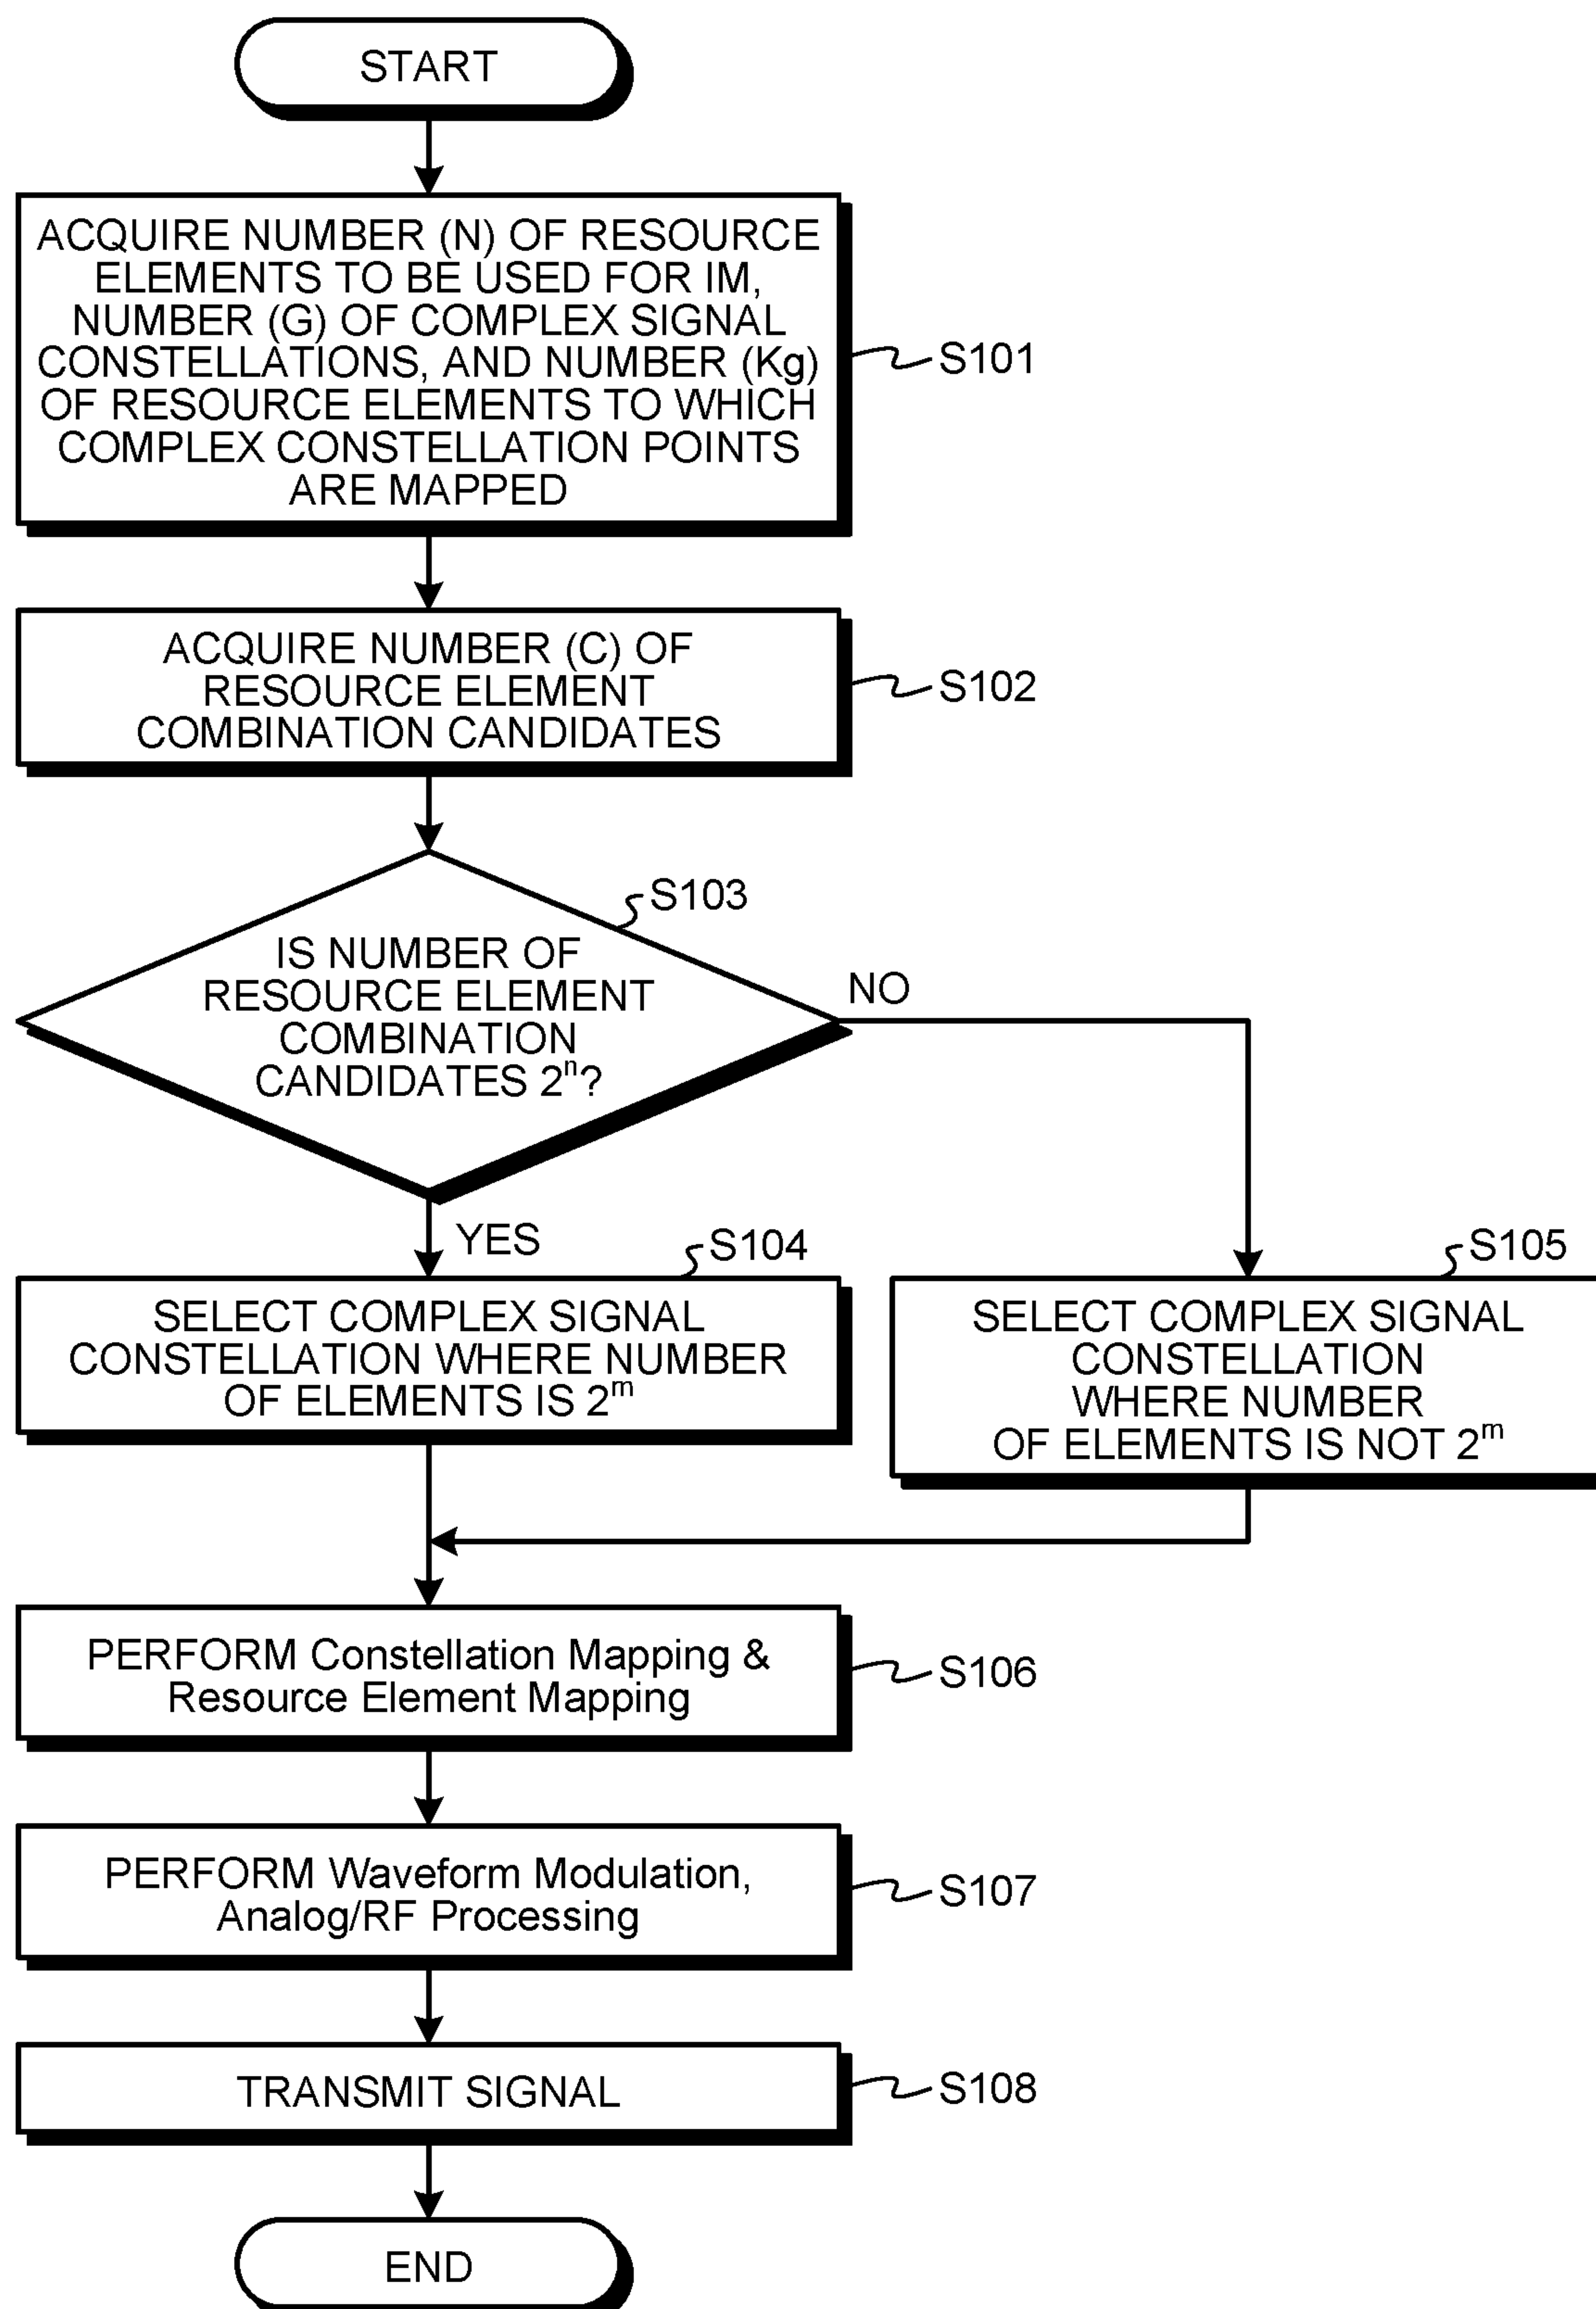 START
ACQUIRE NUMBER (N) OF RESOURCE
ELEMENTS TO BE USED FOR IM,
NUMBER (G) OF COMPLEX SIGNAL
CONSTELLATIONS, AND NUMBER (Kg)
OF RESOURCE ELEMENTS TO WHICH
COMPLEX CONSTELLATION POINTS
ARE MAPPED
S101
ACQUIRE NUMBER (C) OF
RESOURCE ELEMENT
COMBINATION CANDIDATES
S102
S103
IS NUMBER OF
RESOURCE ELEMENT
COMBINATION
CANDIDATES 2ⁿ?
NO
YES
S104
SELECT COMPLEX SIGNAL
CONSTELLATION WHERE NUMBER
OF ELEMENTS IS 2ᵐ
S105
SELECT COMPLEX SIGNAL
CONSTELLATION
WHERE NUMBER
OF ELEMENTS IS NOT 2ᵐ
PERFORM Constellation Mapping &
Resource Element Mapping
S106
PERFORM Waveform Modulation,
Analog/RF Processing
S107
TRANSMIT SIGNAL
S108
END